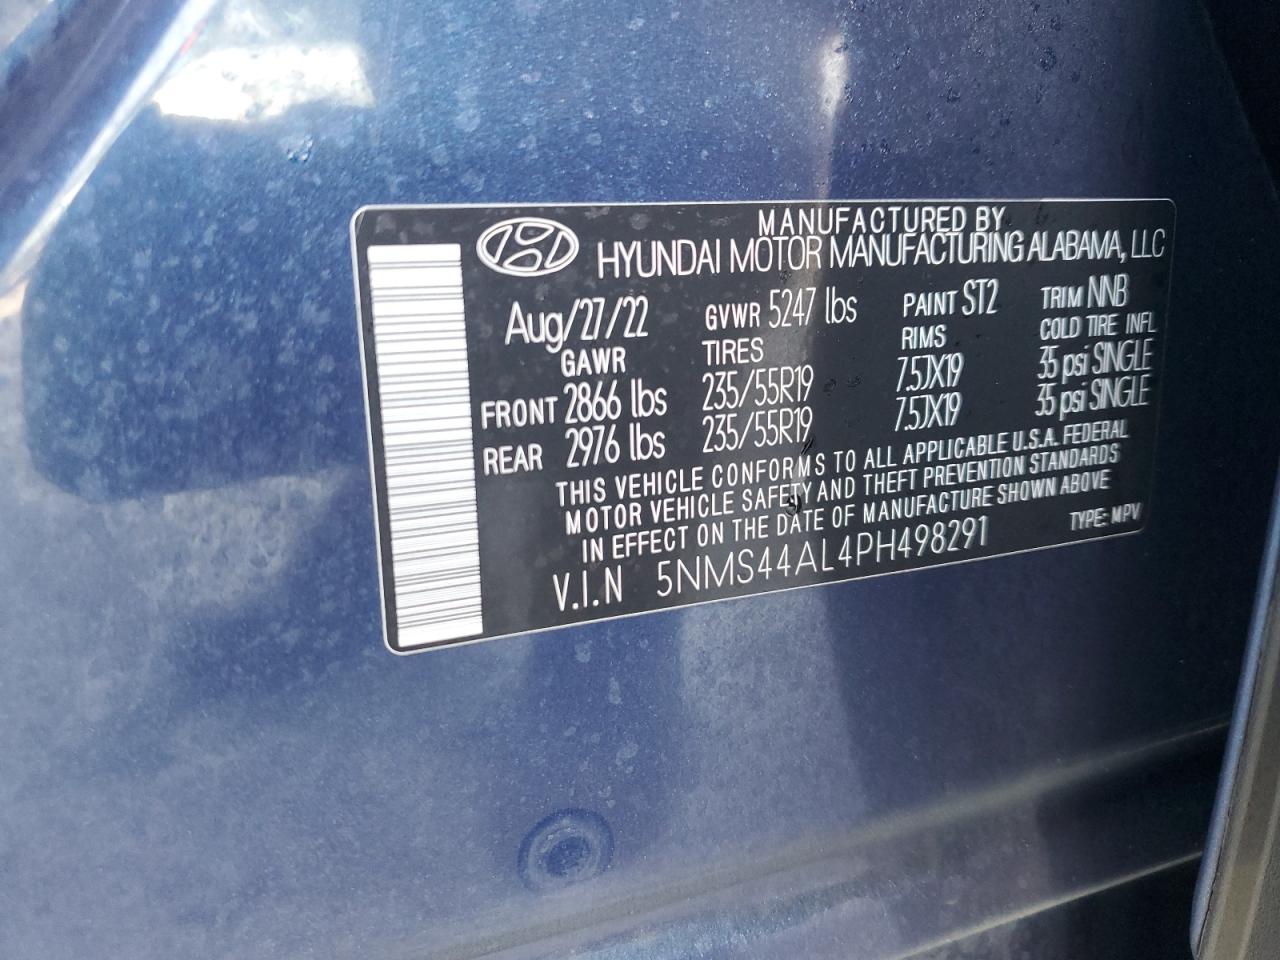 MANUFACTURED BY
HYUNDAI MOTOR MANUFACTURING ALABAMA, LLC
Aug/27/22 GVWR 5247 lbs PAINT ST2 TRIM NNB
GAWR TIRES RIMS COLD TIRE INFL
FRONT 2866 lbs 235/55R19 7.5JX19 35 psi SINGLE
REAR 2976 lbs 235/55R19 7.5JX19 35 psi SINGLE
THIS VEHICLE CONFORMS TO ALL APPLICABLE U.S.A. FEDERAL
MOTOR VEHICLE SAFETY AND THEFT PREVENTION STANDARDS
IN EFFECT ON THE DATE OF MANUFACTURE SHOWN ABOVE
V.I.N 5NMS44AL4PH498291 TYPE: MPV